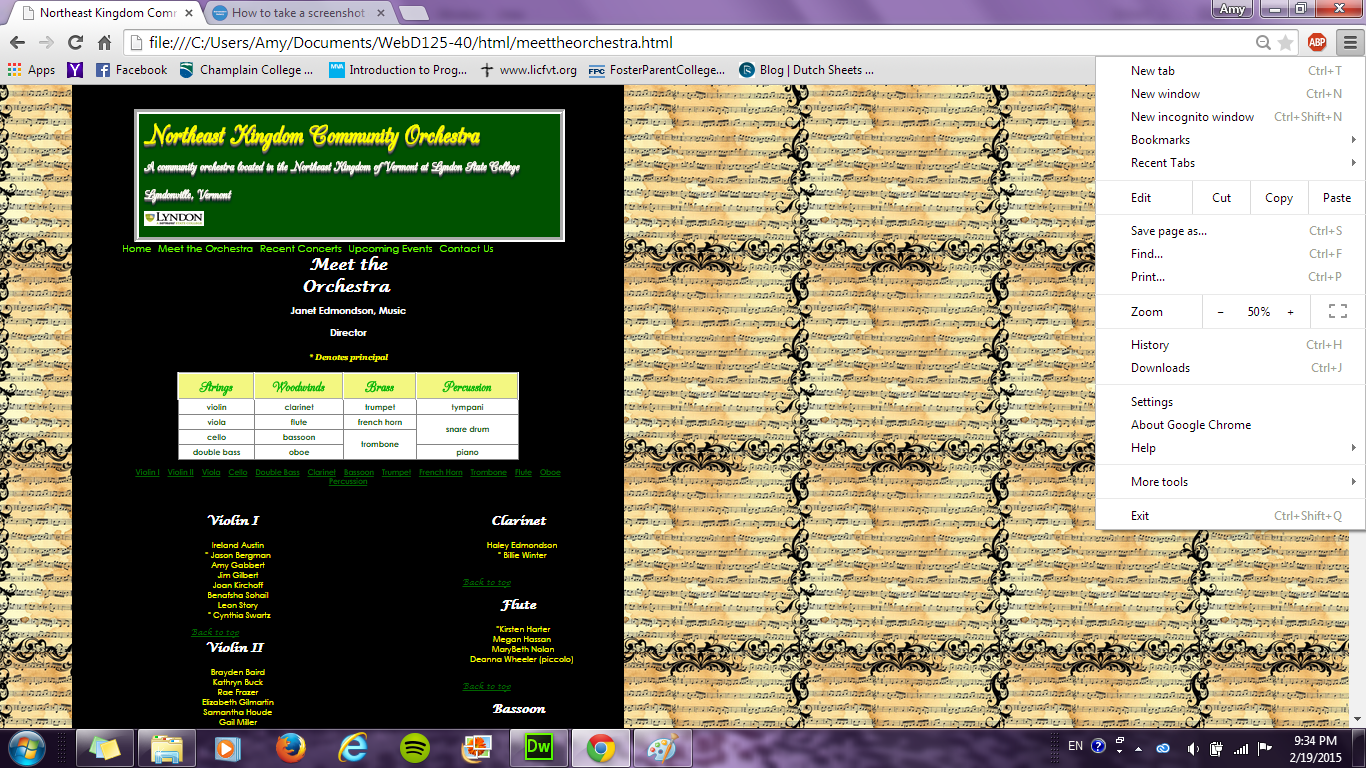 Northeast Kingdom Com
How to take a screenshot
Amy
file:///C:/Users/Amy/Documents/WebD125-40/html/meettheorchestra.html
ABP
Apps
Facebook
Champlain College ...
MVA
Introduction to Prog...
www.licfvt.org
FPC
FosterParentCollege...
Blog | Dutch Sheets ...
Northeast Kingdom Community Orchestra
A community orchestra located in the Northeast Kingdom of Vermont at Lyndon State College
Lyndonville, Vermont
LYNDON
Home Meet the Orchestra Recent Concerts Upcoming Events Contact Us
Meet the
Orchestra
Janet Edmondson, Music
Director
* Denotes principal
Strings Woodwinds Brass Percussion
violin clarinet trumpet tympani
viola flute french horn snare drum
cello bassoon trombone
double bass oboe piano
Violin I Violin II Viola Cello Double Bass Clarinet Bassoon Trumpet French Horn Trombone Flute Oboe
Percussion
Violin I
Ireland Austin
* Jason Bergman
Amy Gabbert
Jim Gilbert
Joan Kirchoff
Benafsha Sohail
Leon Story
* Cynthia Swartz
Back to top
Violin II
Brayden Baird
Kathryn Buck
Rae Frazer
Elizabeth Gilmartin
Samantha Houde
Gail Miller
Clarinet
Haley Edmondson
* Billie Winter
Back to top
Flute
*Kirsten Harter
Megan Hassan
MaryBeth Nolan
Deanna Wheeler (piccolo)
Back to top
Bassoon
New tab Ctrl+T
New window Ctrl+N
New incognito window Ctrl+Shift+N
Bookmarks
Recent Tabs
Edit Cut Copy Paste
Save page as... Ctrl+S
Find... Ctrl+F
Print... Ctrl+P
Zoom − 50% +
History Ctrl+H
Downloads Ctrl+J
Settings
About Google Chrome
Help
More tools
Exit Ctrl+Shift+Q
Dw
EN
9:34 PM
2/19/2015